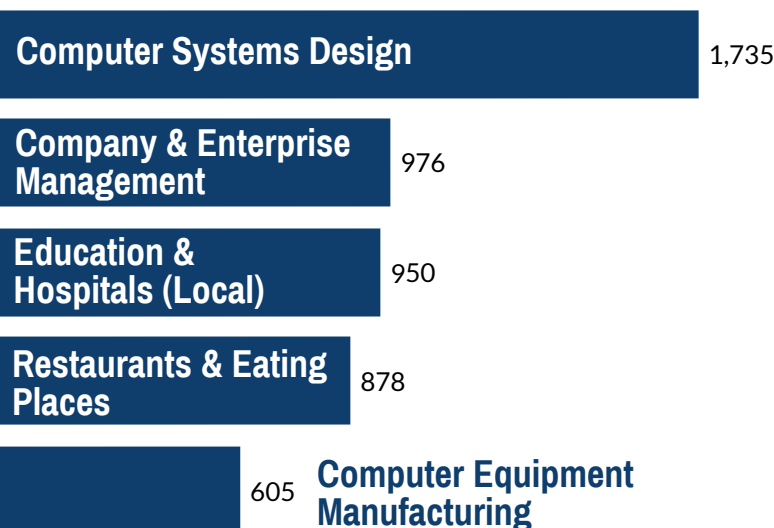 Computer Systems Design
1,735
Company & Enterprise
Management
976
Education &
Hospitals (Local)
950
Restaurants & Eating
Places
878
605
Computer Equipment
Manufacturing